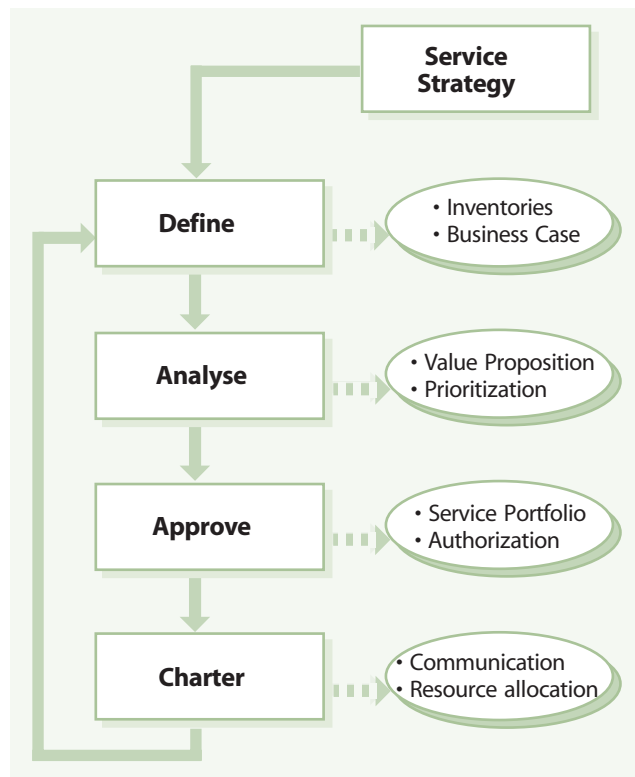 Service
Strategy
Define
• Inventories
• Business Case
Analyse
• Value Proposition
• Prioritization
Approve
• Service Portfolio
• Authorization
Charter
• Communication
• Resource allocation